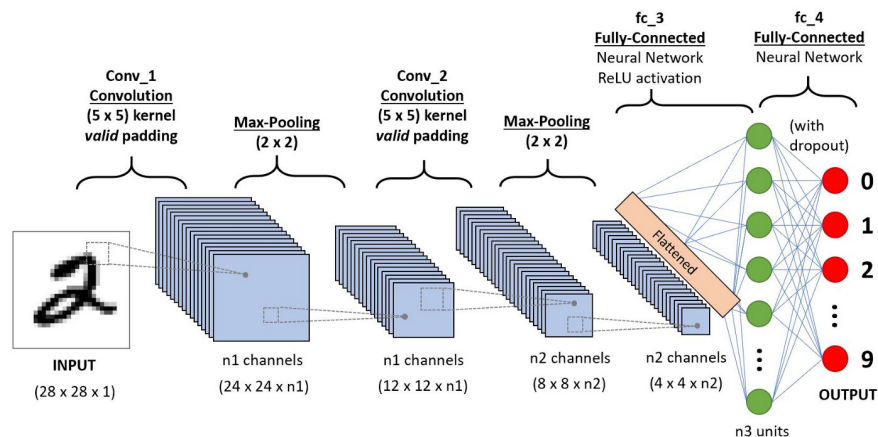 fc_3
Fully-Connected
Neural Network
ReLU activation
fc_4
Fully-Connected
Neural Network
Conv_1
Convolution
(5 x 5) kernel
valid padding
Max-Pooling
(2 x 2)
Conv_2
Convolution
(5 x 5) kernel
valid padding
Max-Pooling
(2 x 2)
(with
dropout)
Flattened
0
1
2
9
INPUT
(28 x 28 x 1)
n1 channels
(24 x 24 x n1)
n1 channels
(12 x 12 x n1)
n2 channels
(8 x 8 x n2)
n2 channels
(4 x 4 x n2)
OUTPUT
n3 units